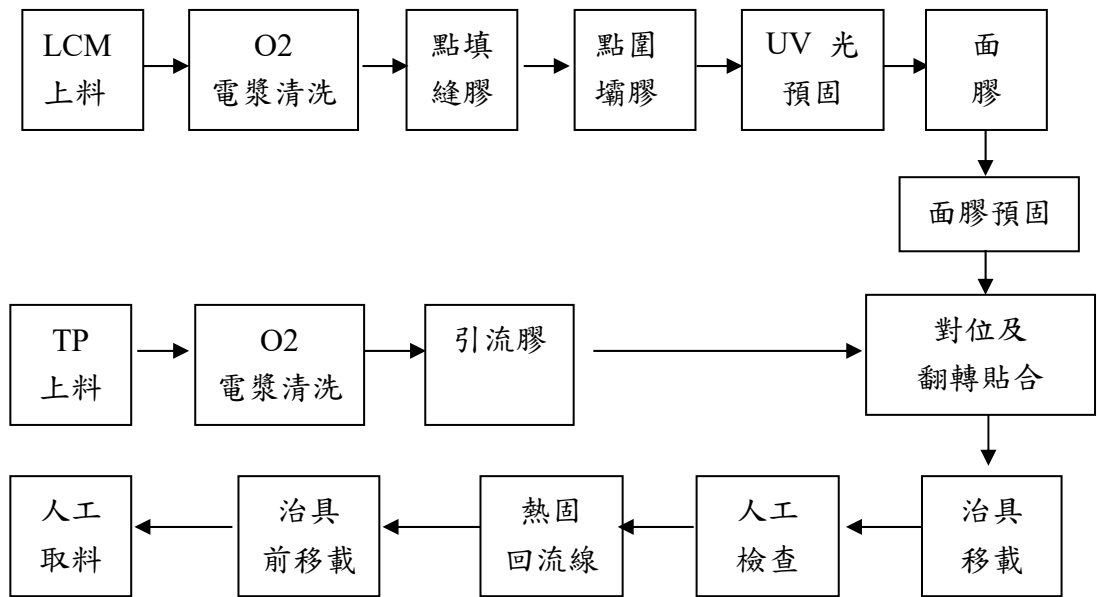 LCM
上料
O2
電漿清洗
點填
縫膠
點圍
壩膠
UV 光
預固
面
膠
面膠預固
TP
上料
O2
電漿清洗
引流膠
對位及
翻轉貼合
人工
取料
治具
前移載
熱固
回流線
人工
檢查
治具
移載